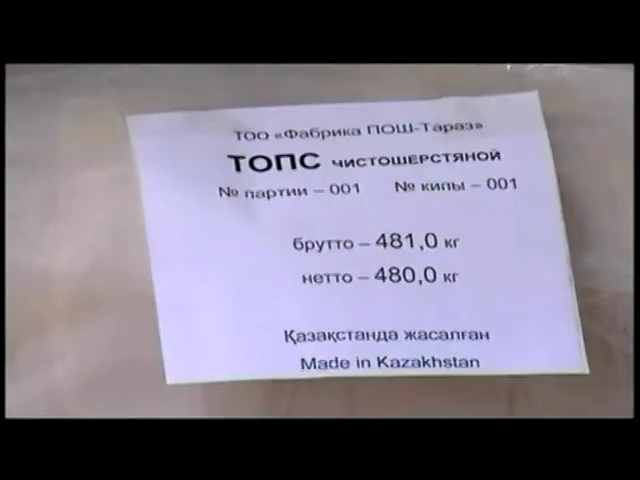 ТОО «Фабрика ПОШ-Тараз»
ТОПС чистошерстяной
№ партии – 001 № кипы – 001
брутто – 481,0 кг
нетто – 480,0 кг
Қазақстанда жасалған
Made in Kazakhstan